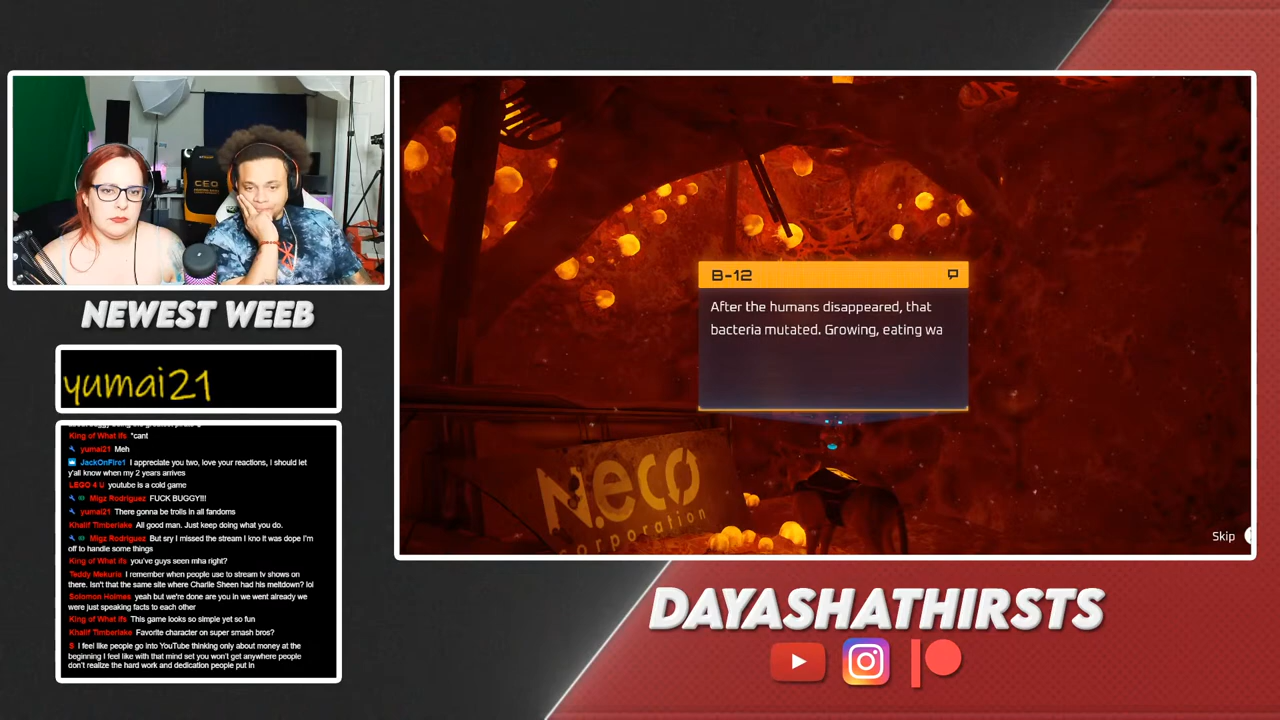 CEO
NEWEST WEEB
yumai21
King of What Ifs *cant
yumai21 Meh
JackOnFire1 I appreciate you two, love your reactions, I should let
y'all know when my 2 years arrives
LEGO 4 U youtube is a cold game
Migz Rodriguez FUCK BUGGY!!!
yumai21 There gonna be trolls in all fandoms
Khalif Timberlake All good man. Just keep doing what you do.
Migz Rodriguez But sry I missed the stream I kno it was dope I'm
off to handle some things
King of What Ifs you've guys seen mha right?
Teddy Mekuria I remember when people use to stream tv shows on
there. Isn't that the same site where Charlie Sheen had his meltdown? lol
Solomon Holmes yeah but we're done are you in we went already we
were just speaking facts to each other
King of What Ifs This game looks so simple yet so fun
Khalif Timberlake Favorite character on super smash bros?
S I feel like people go into YouTube thinking only about money at the
beginning I feel like with that mind set you won't get anywhere people
don't realize the hard work and dedication people put in
B-12
After the humans disappeared, that
bacteria mutated. Growing, eating wa
Neco
corporation
Skip
DAYASHATHIRSTS